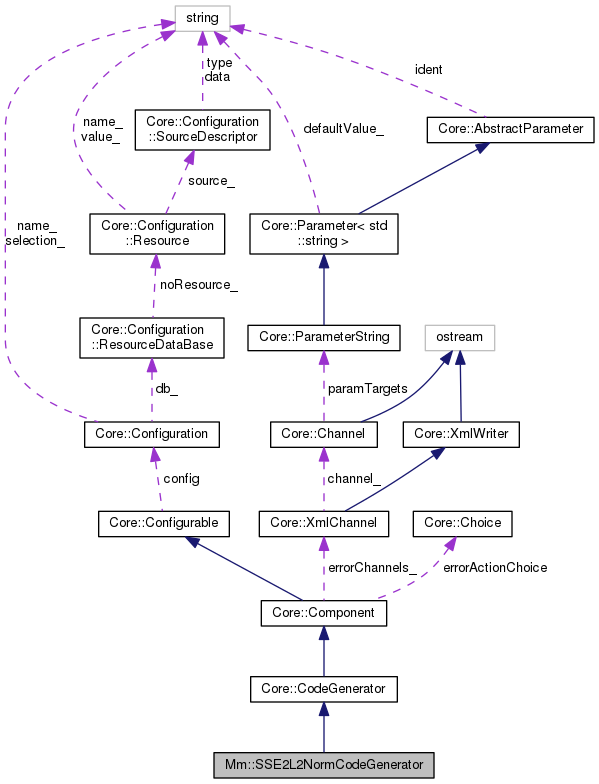 string
type
data
ident
name_
value_
Core::Configuration
::SourceDescriptor
defaultValue_
Core::AbstractParameter
source_
name_
selection_
Core::Configuration
::Resource
Core::Parameter< std
::string >
noResource_
Core::Configuration
::ResourceDataBase
Core::ParameterString
ostream
db_
paramTargets
Core::Configuration
Core::Channel
Core::XmlWriter
config
channel_
Core::Configurable
Core::XmlChannel
Core::Choice
errorChannels_
errorActionChoice
Core::Component
Core::CodeGenerator
Mm::SSE2L2NormCodeGenerator